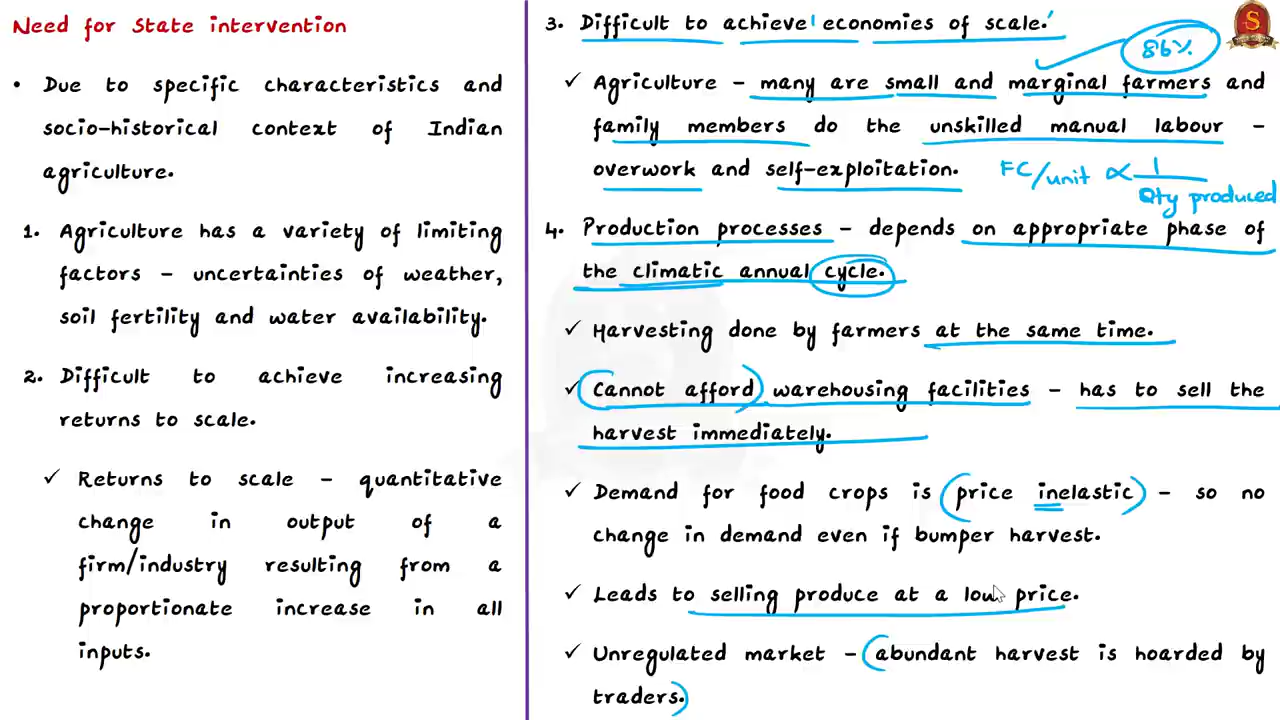 Need for State intervention
• Due to specific characteristics and
socio-historical context of Indian
agriculture.
1. Agriculture has a variety of limiting
factors - uncertainties of weather,
soil fertility and water availability.
2. Difficult to achieve increasing
returns to scale.
✓ Returns to scale - quantitative
change in output of a
firm/industry resulting from a
proportionate increase in all
inputs.
3. Difficult to achieve 'economies of scale.'
86%
✓ Agriculture - many are small and marginal farmers and
family members do the unskilled manual labour -
overwork and self-exploitation.
FC/unit ∝ 1/Qty produced
4. Production processes - depends on appropriate phase of
the climatic annual cycle.
✓ Harvesting done by farmers at the same time.
✓ (Cannot afford) warehousing facilities - has to sell the
harvest immediately.
✓ Demand for food crops is (price inelastic) - so no
change in demand even if bumper harvest.
✓ Leads to selling produce at a low price.
✓ Unregulated market - (abundant harvest is hoarded by
traders.)
S